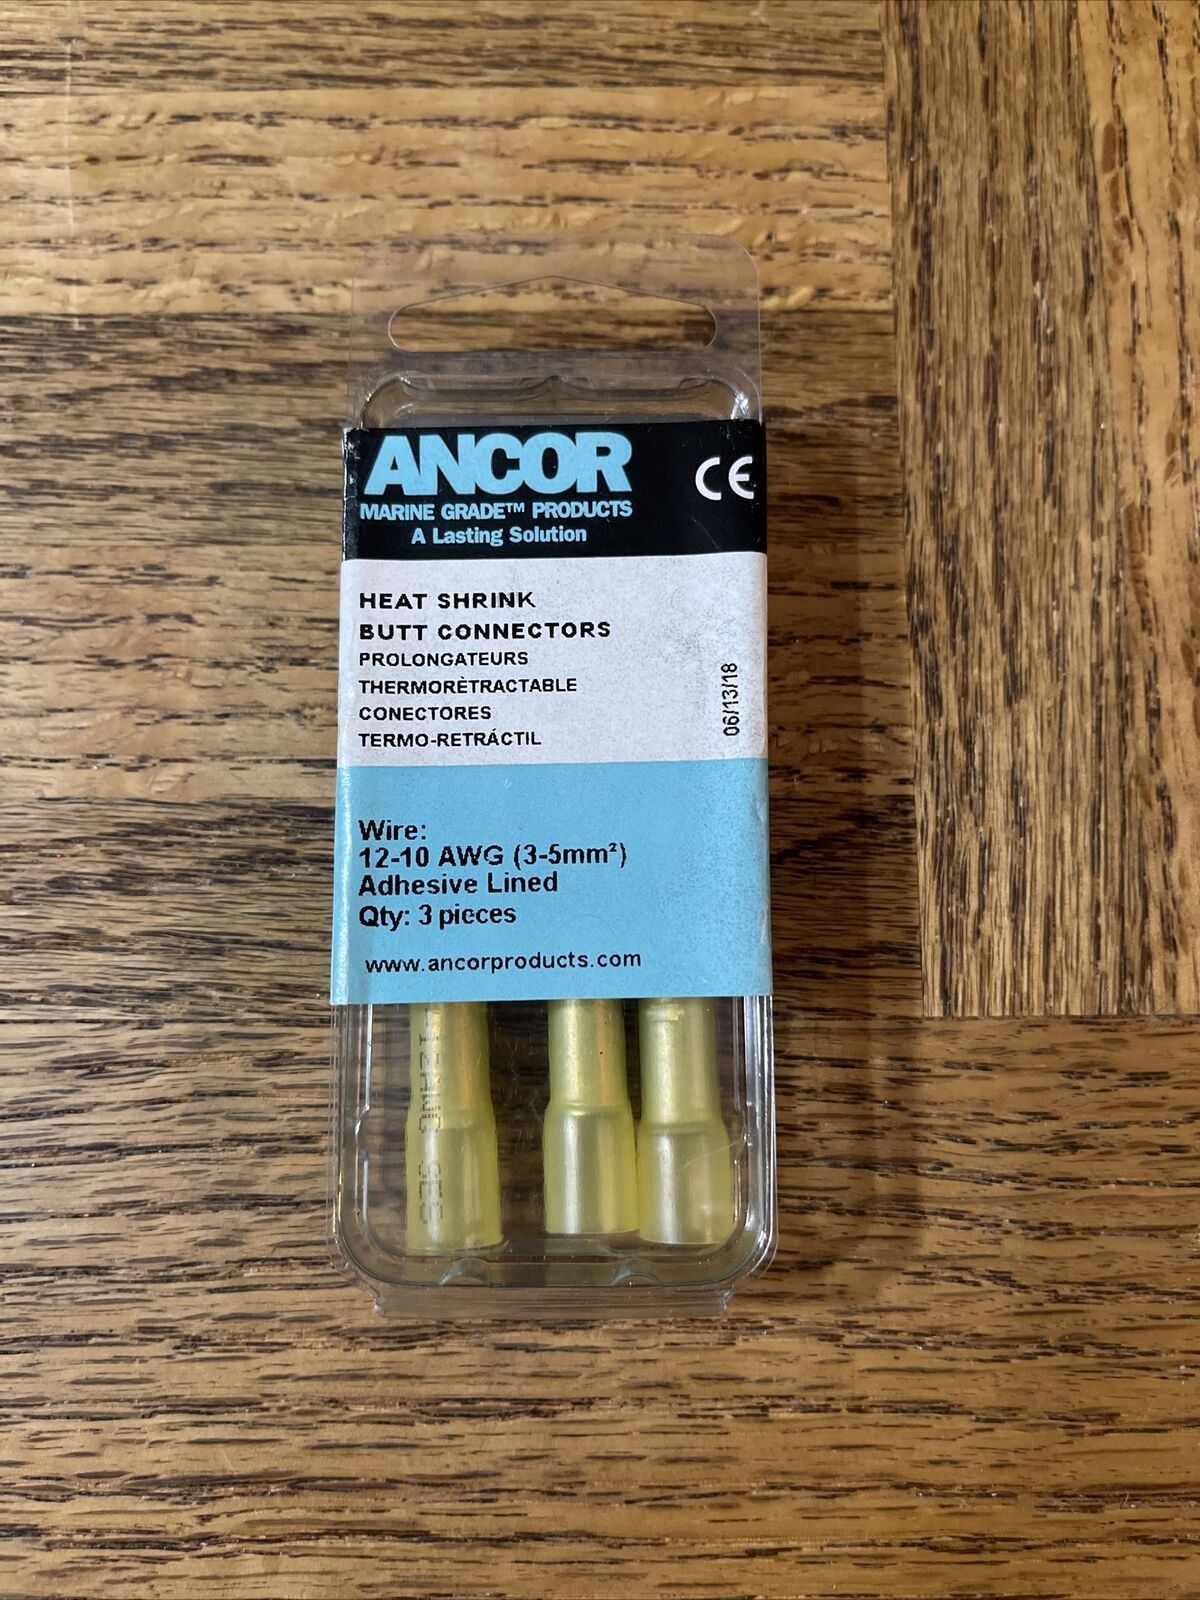 ANCOR
CE
MARINE GRADE™ PRODUCTS
A Lasting Solution
HEAT SHRINK
BUTT CONNECTORS
PROLONGATEURS
THERMORÈTRACTABLE
CONECTORES
TERMO-RETRÁCTIL
06/13/18
Wire:
12-10 AWG (3-5mm²)
Adhesive Lined
Qty: 3 pieces
www.ancorproducts.com